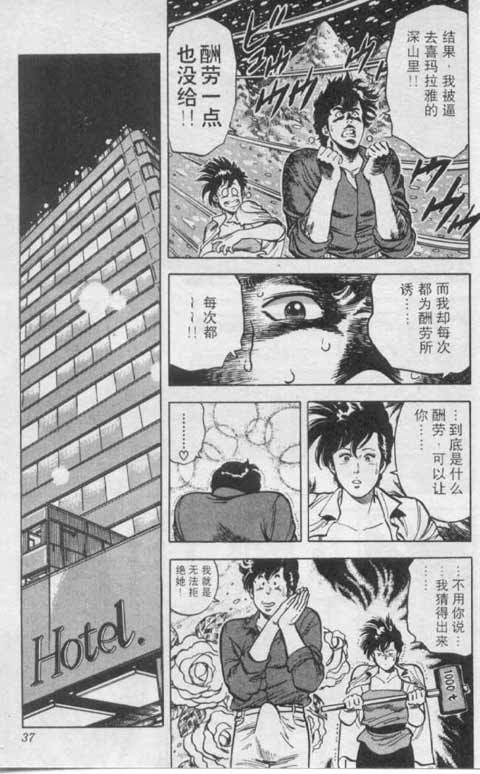 结果，我被逼
去喜玛拉雅的
深山里!!
酬劳一点
也没给!!
而我却每次
都为酬劳所
诱……
每次都
~~!!
…到底是什么
酬劳，可以让
你……
………♡
…不用你说…
…我猜得出来
……
我就是
无法拒
绝她!
1000t
Hotel.
37